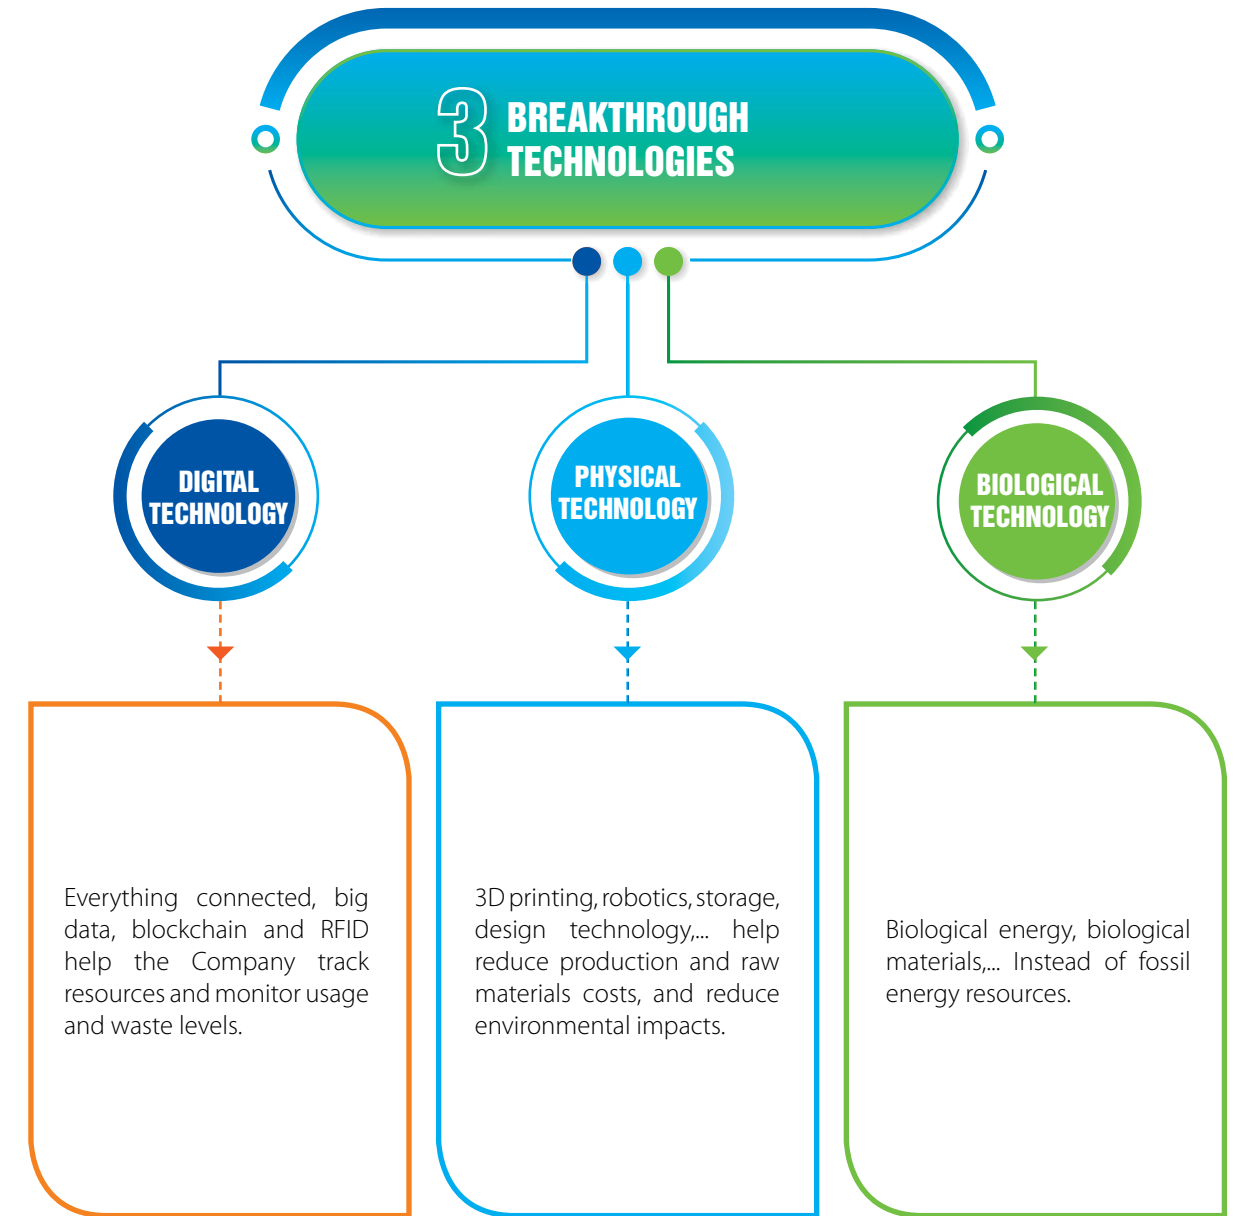 3 BREAKTHROUGH
TECHNOLOGIES
DIGITAL
TECHNOLOGY
PHYSICAL
TECHNOLOGY
BIOLOGICAL
TECHNOLOGY
Everything connected, big
data, blockchain and RFID
help the Company track
resources and monitor usage
and waste levels.
3D printing, robotics, storage,
design technology,... help
reduce production and raw
materials costs, and reduce
environmental impacts.
Biological energy, biological
materials,... Instead of fossil
energy resources.